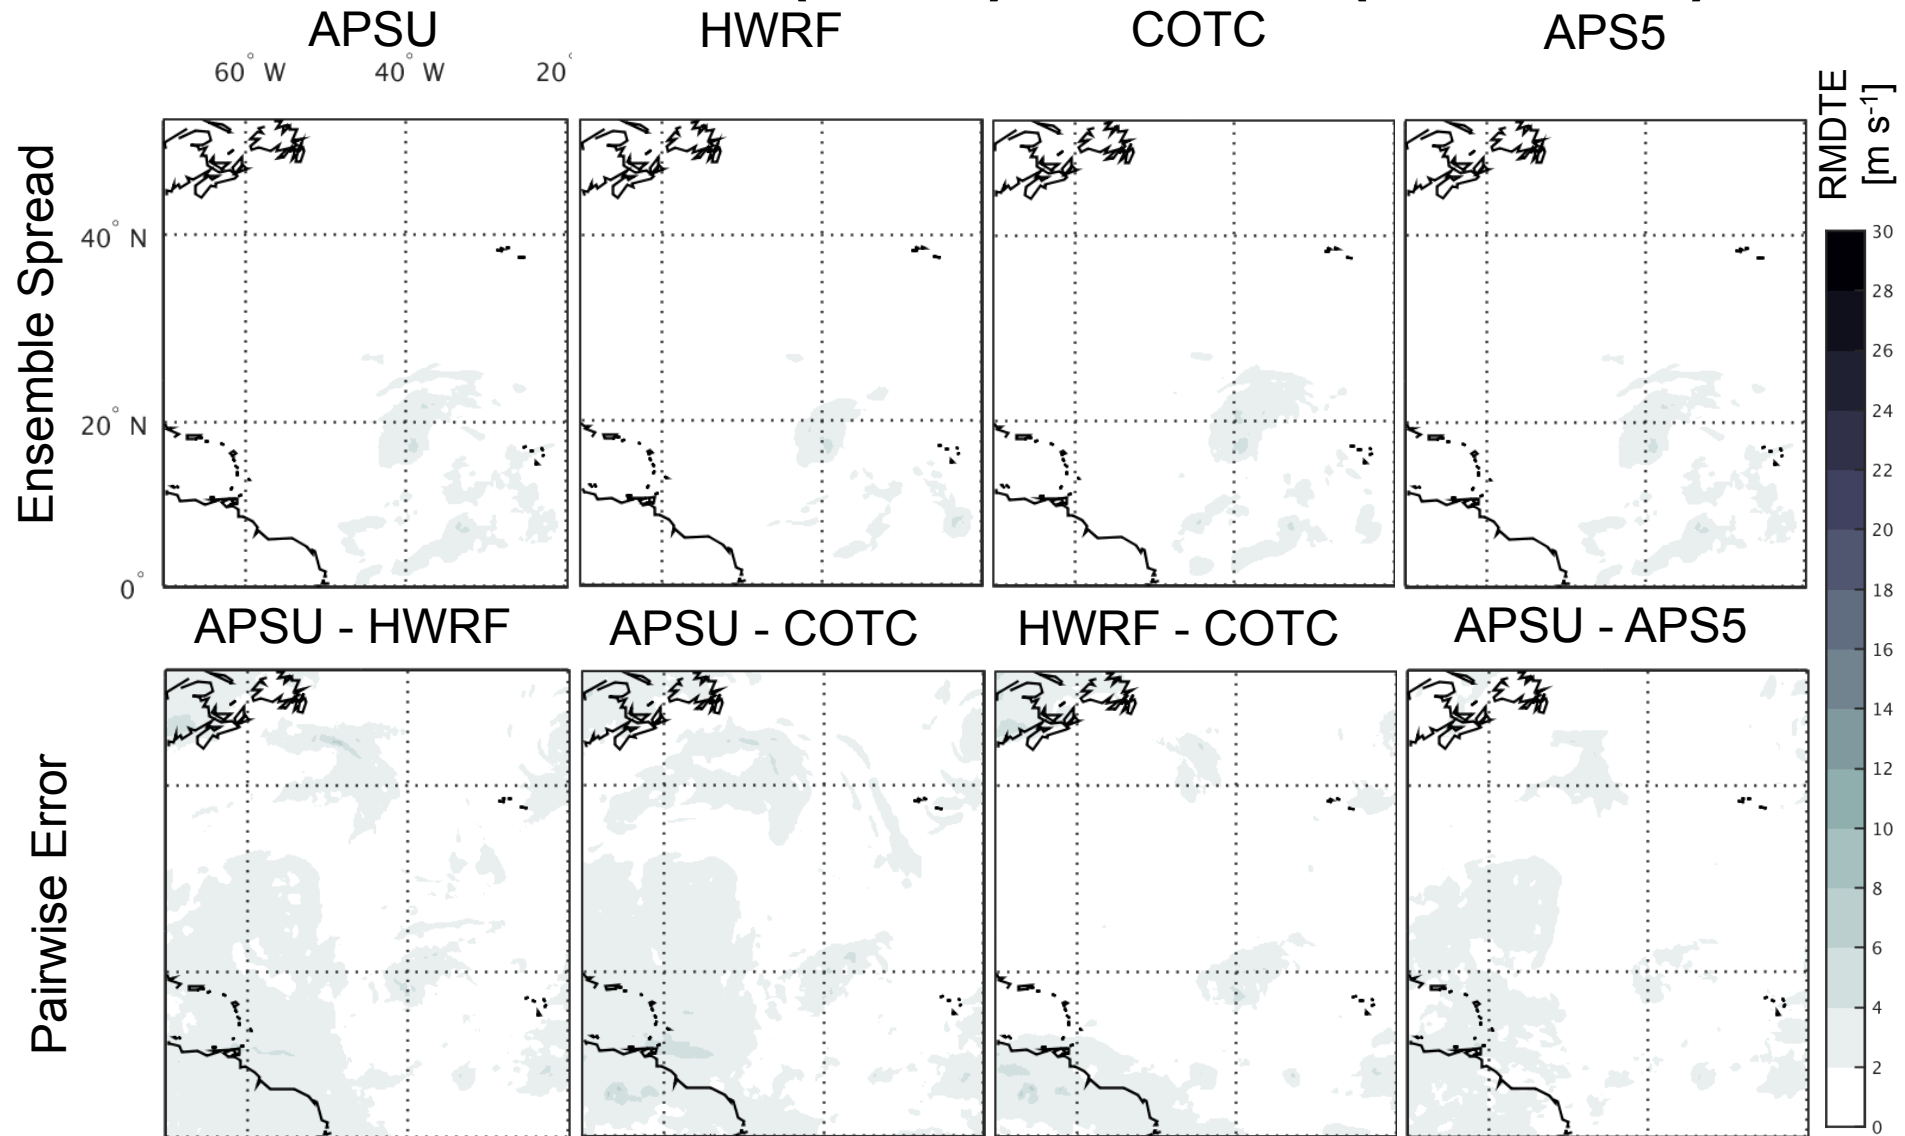 APSU HWRF COTC APS5
60° W 40° W 20°
RMDTE
[m s-1]
Ensemble Spread
40° N
20° N
0°
30
28
26
24
22
20
18
16
14
12
10
8
6
4
2
0
APSU - HWRF APSU - COTC HWRF - COTC APSU - APS5
Pairwise Error